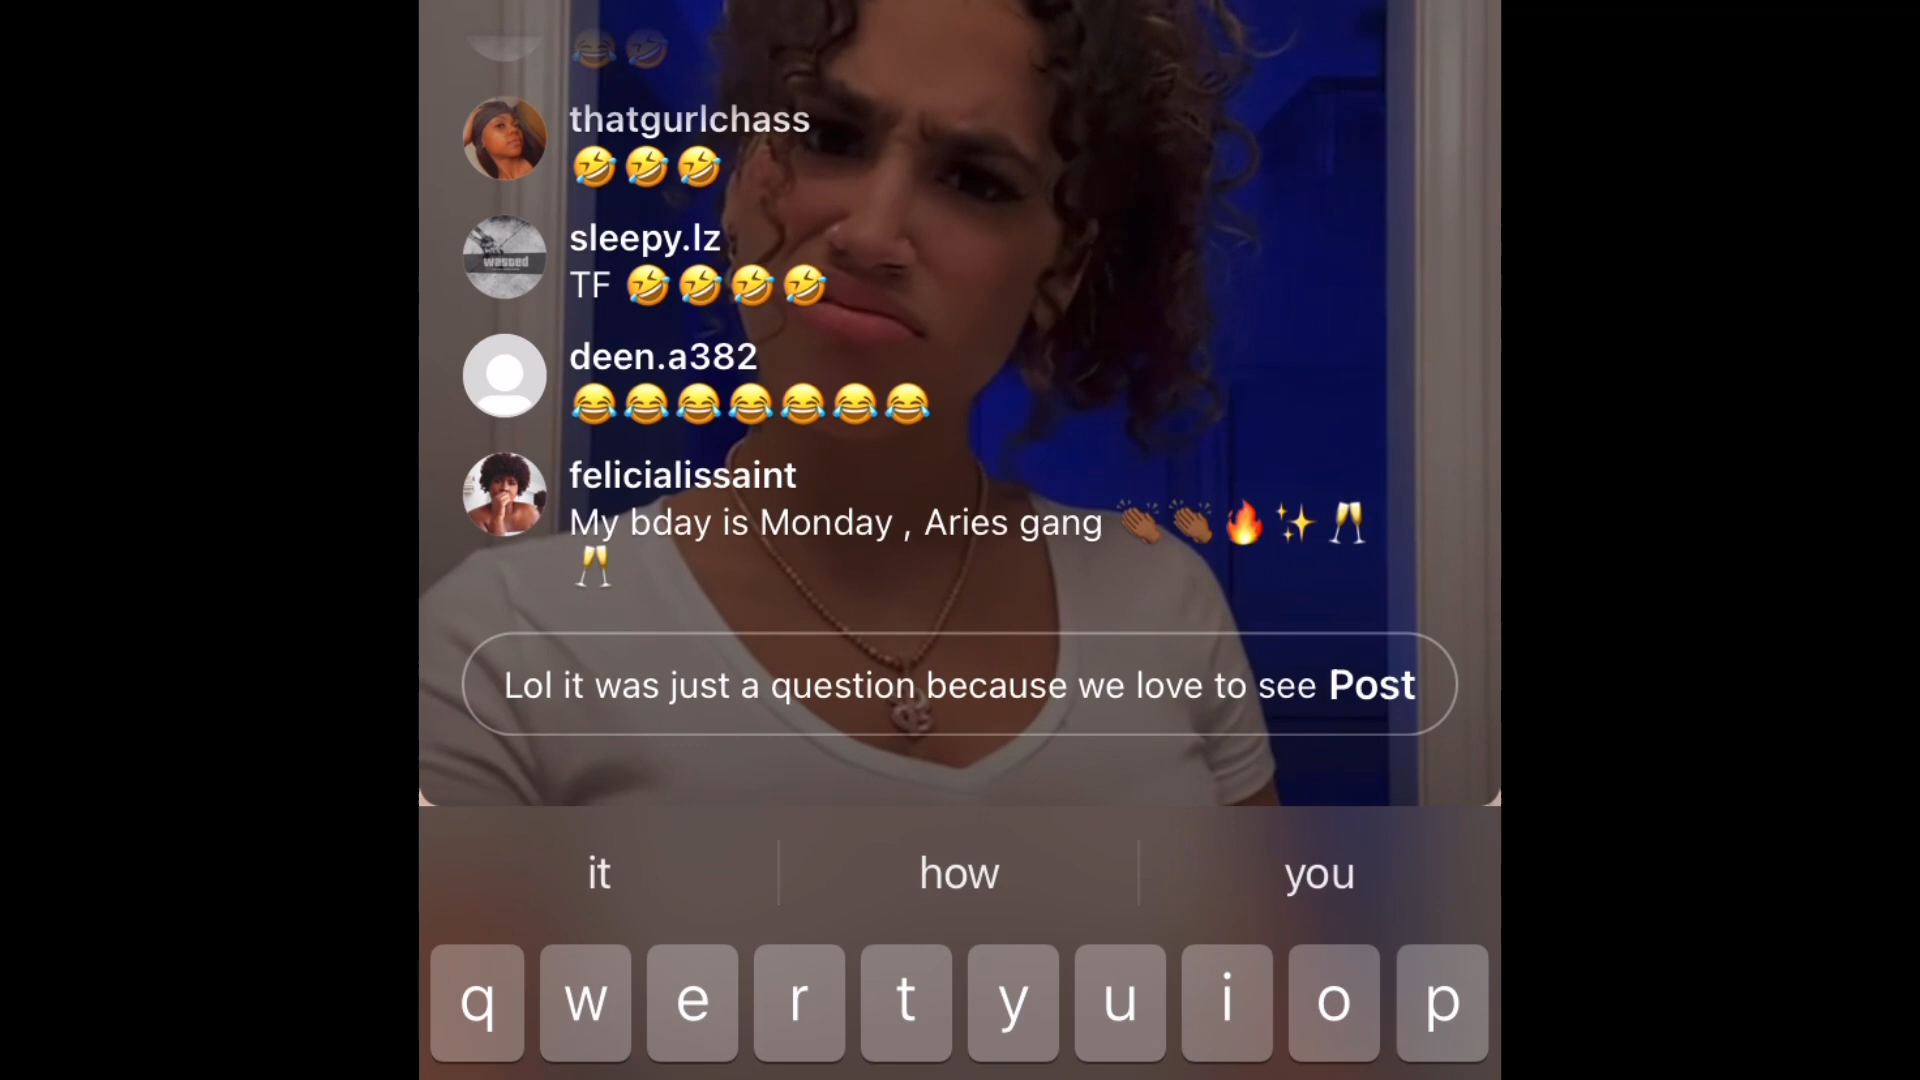 😂🤣
thatgurlchass
🤣🤣🤣
sleepy.lz
wasted
TF 🤣🤣🤣🤣
deen.a382
😂😂😂😂😂😂😂
felicialissaint
My bday is Monday , Aries gang 👏🏾👏🏾🔥✨🥂
🥂
Lol it was just a question because we love to see Post
it how you
q w e r t y u i o p